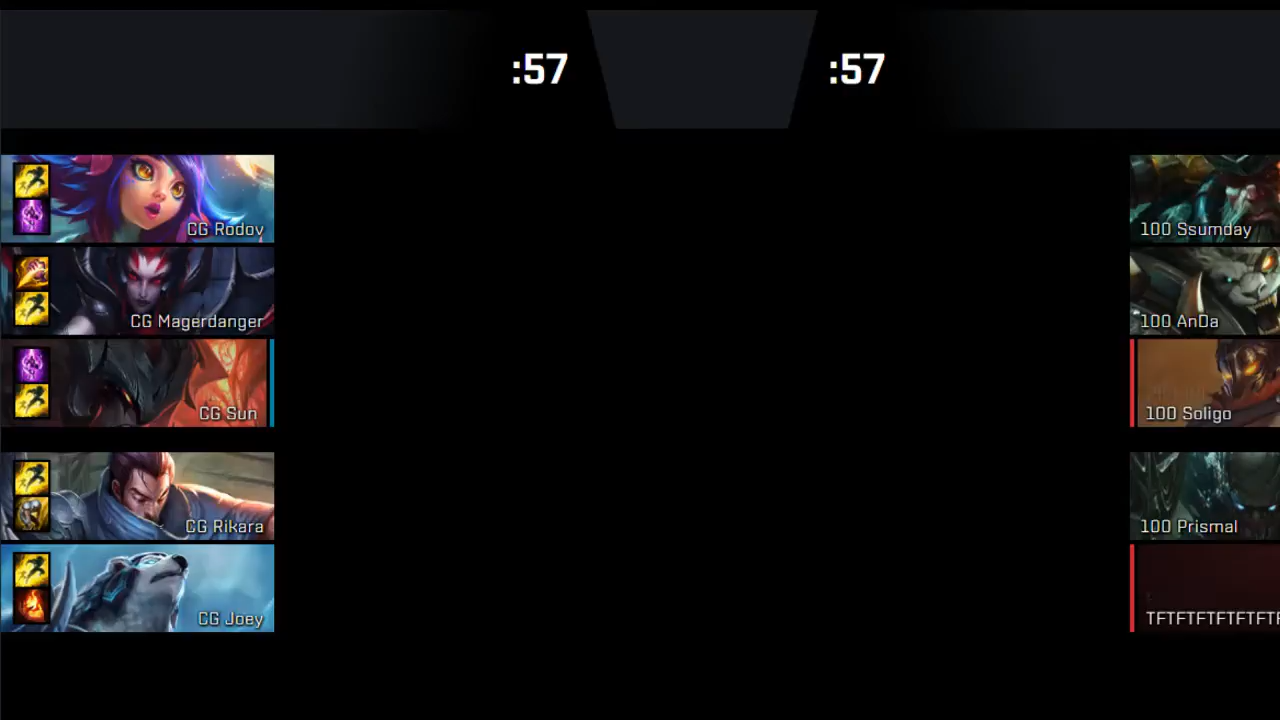 :57 :57
CG Rodov
CG Magerdanger
CG Sun
CG Rikara
CG Joey
100 Ssumday
100 AnDa
100 Soligo
100 Prismal
TFTFTFTFTFTFTF